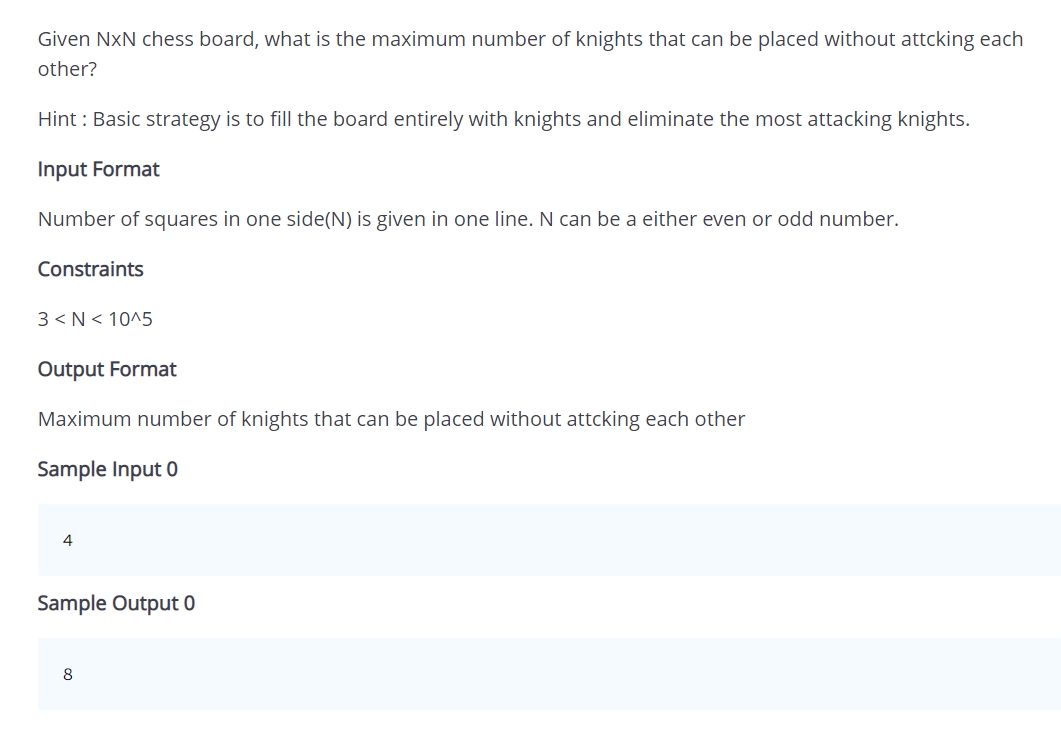 Given NxN chess board, what is the maximum number of knights that can be placed without attcking each
other?
Hint : Basic strategy is to fill the board entirely with knights and eliminate the most attacking knights.
Input Format
Number of squares in one side(N) is given in one line. N can be a either even or odd number.
Constraints
3 < N < 10^5
Output Format
Maximum number of knights that can be placed without attcking each other
Sample Input 0
4
Sample Output 0
8